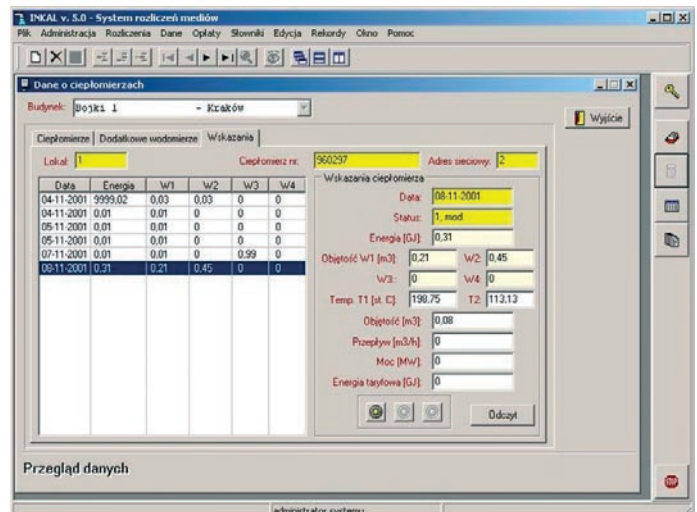 INKAL v. 5.0 - System rozliczeń mediów
Plik Administracja Rozliczenia Dane Opłaty Słowniki Edycja Rekordy Okno Pomoc
Dane o ciepłomierzach
Budynek: Bojki 1 - Kraków
Wyjście
Ciepłomierze Dodatkowe wodomierze Wskazania
Lokal: 1 Ciepłomierz nr: 960297 Adres sieciowy: 2
Data Energia W1 W2 W3 W4
04-11-2001 9999,02 0,03 0,03 0 0
04-11-2001 0,01 0,01 0 0 0
05-11-2001 0,01 0,01 0 0 0
05-11-2001 0,01 0,01 0 0 0
07-11-2001 0,01 0,01 0 0,99 0
08-11-2001 0,31 0,21 0,45 0 0
Wskazania ciepłomierza
Data: 08-11-2001
Status: 1, mod.
Energia [GJ]: 0,31
Objętość W1 [m3]: 0,21 W2: 0,45
W3: 0 W4: 0
Temp. T1 [st. C]: 198,75 T2: 113,13
Objętość [m3]: 0,08
Przepływ [m3/h]: 0
Moc [MW]: 0
Energia taryfowa [GJ]: 0
Odczyt
Przegląd danych
administrator systemu